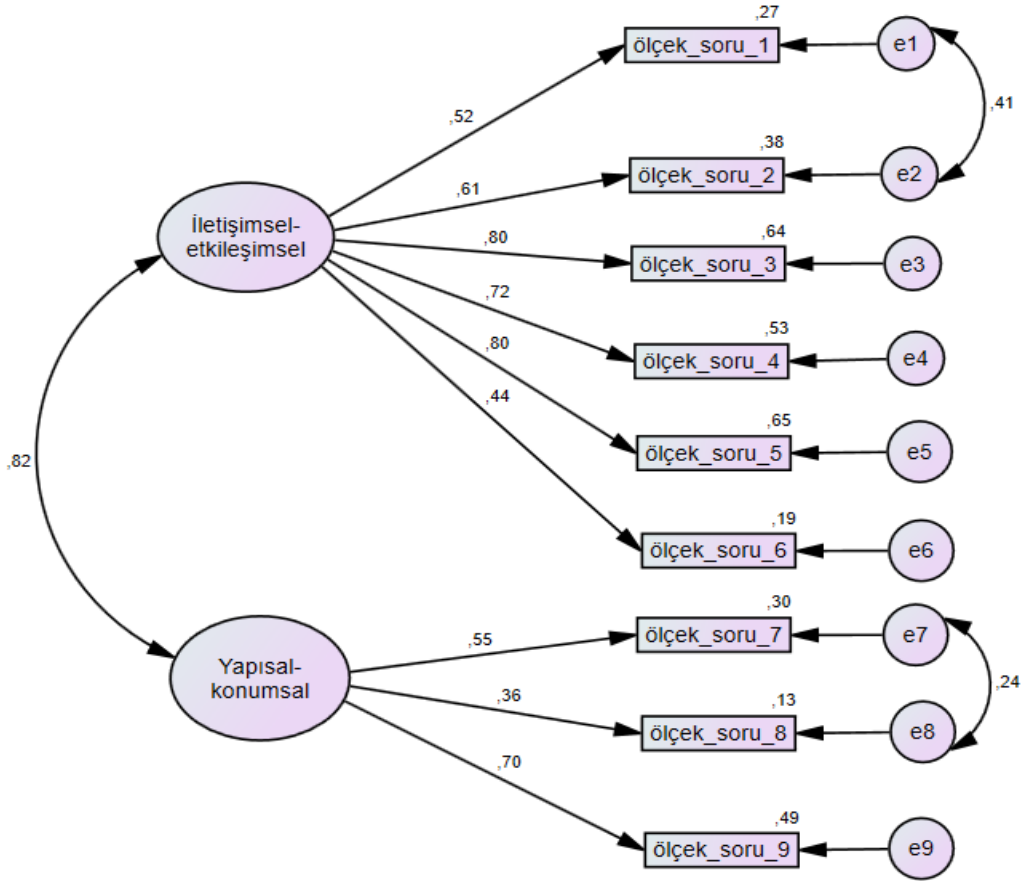 ,27
ölçek_soru_1
e1
,52
,41
,38
ölçek_soru_2
e2
,61
İletişimsel-
etkileşimsel
,80
,64
ölçek_soru_3
e3
,72
,53
ölçek_soru_4
e4
,80
,65
ölçek_soru_5
e5
,44
,82
,19
ölçek_soru_6
e6
,30
ölçek_soru_7
e7
,55
Yapısal-
konumsal
,24
,36
,13
ölçek_soru_8
e8
,70
,49
ölçek_soru_9
e9